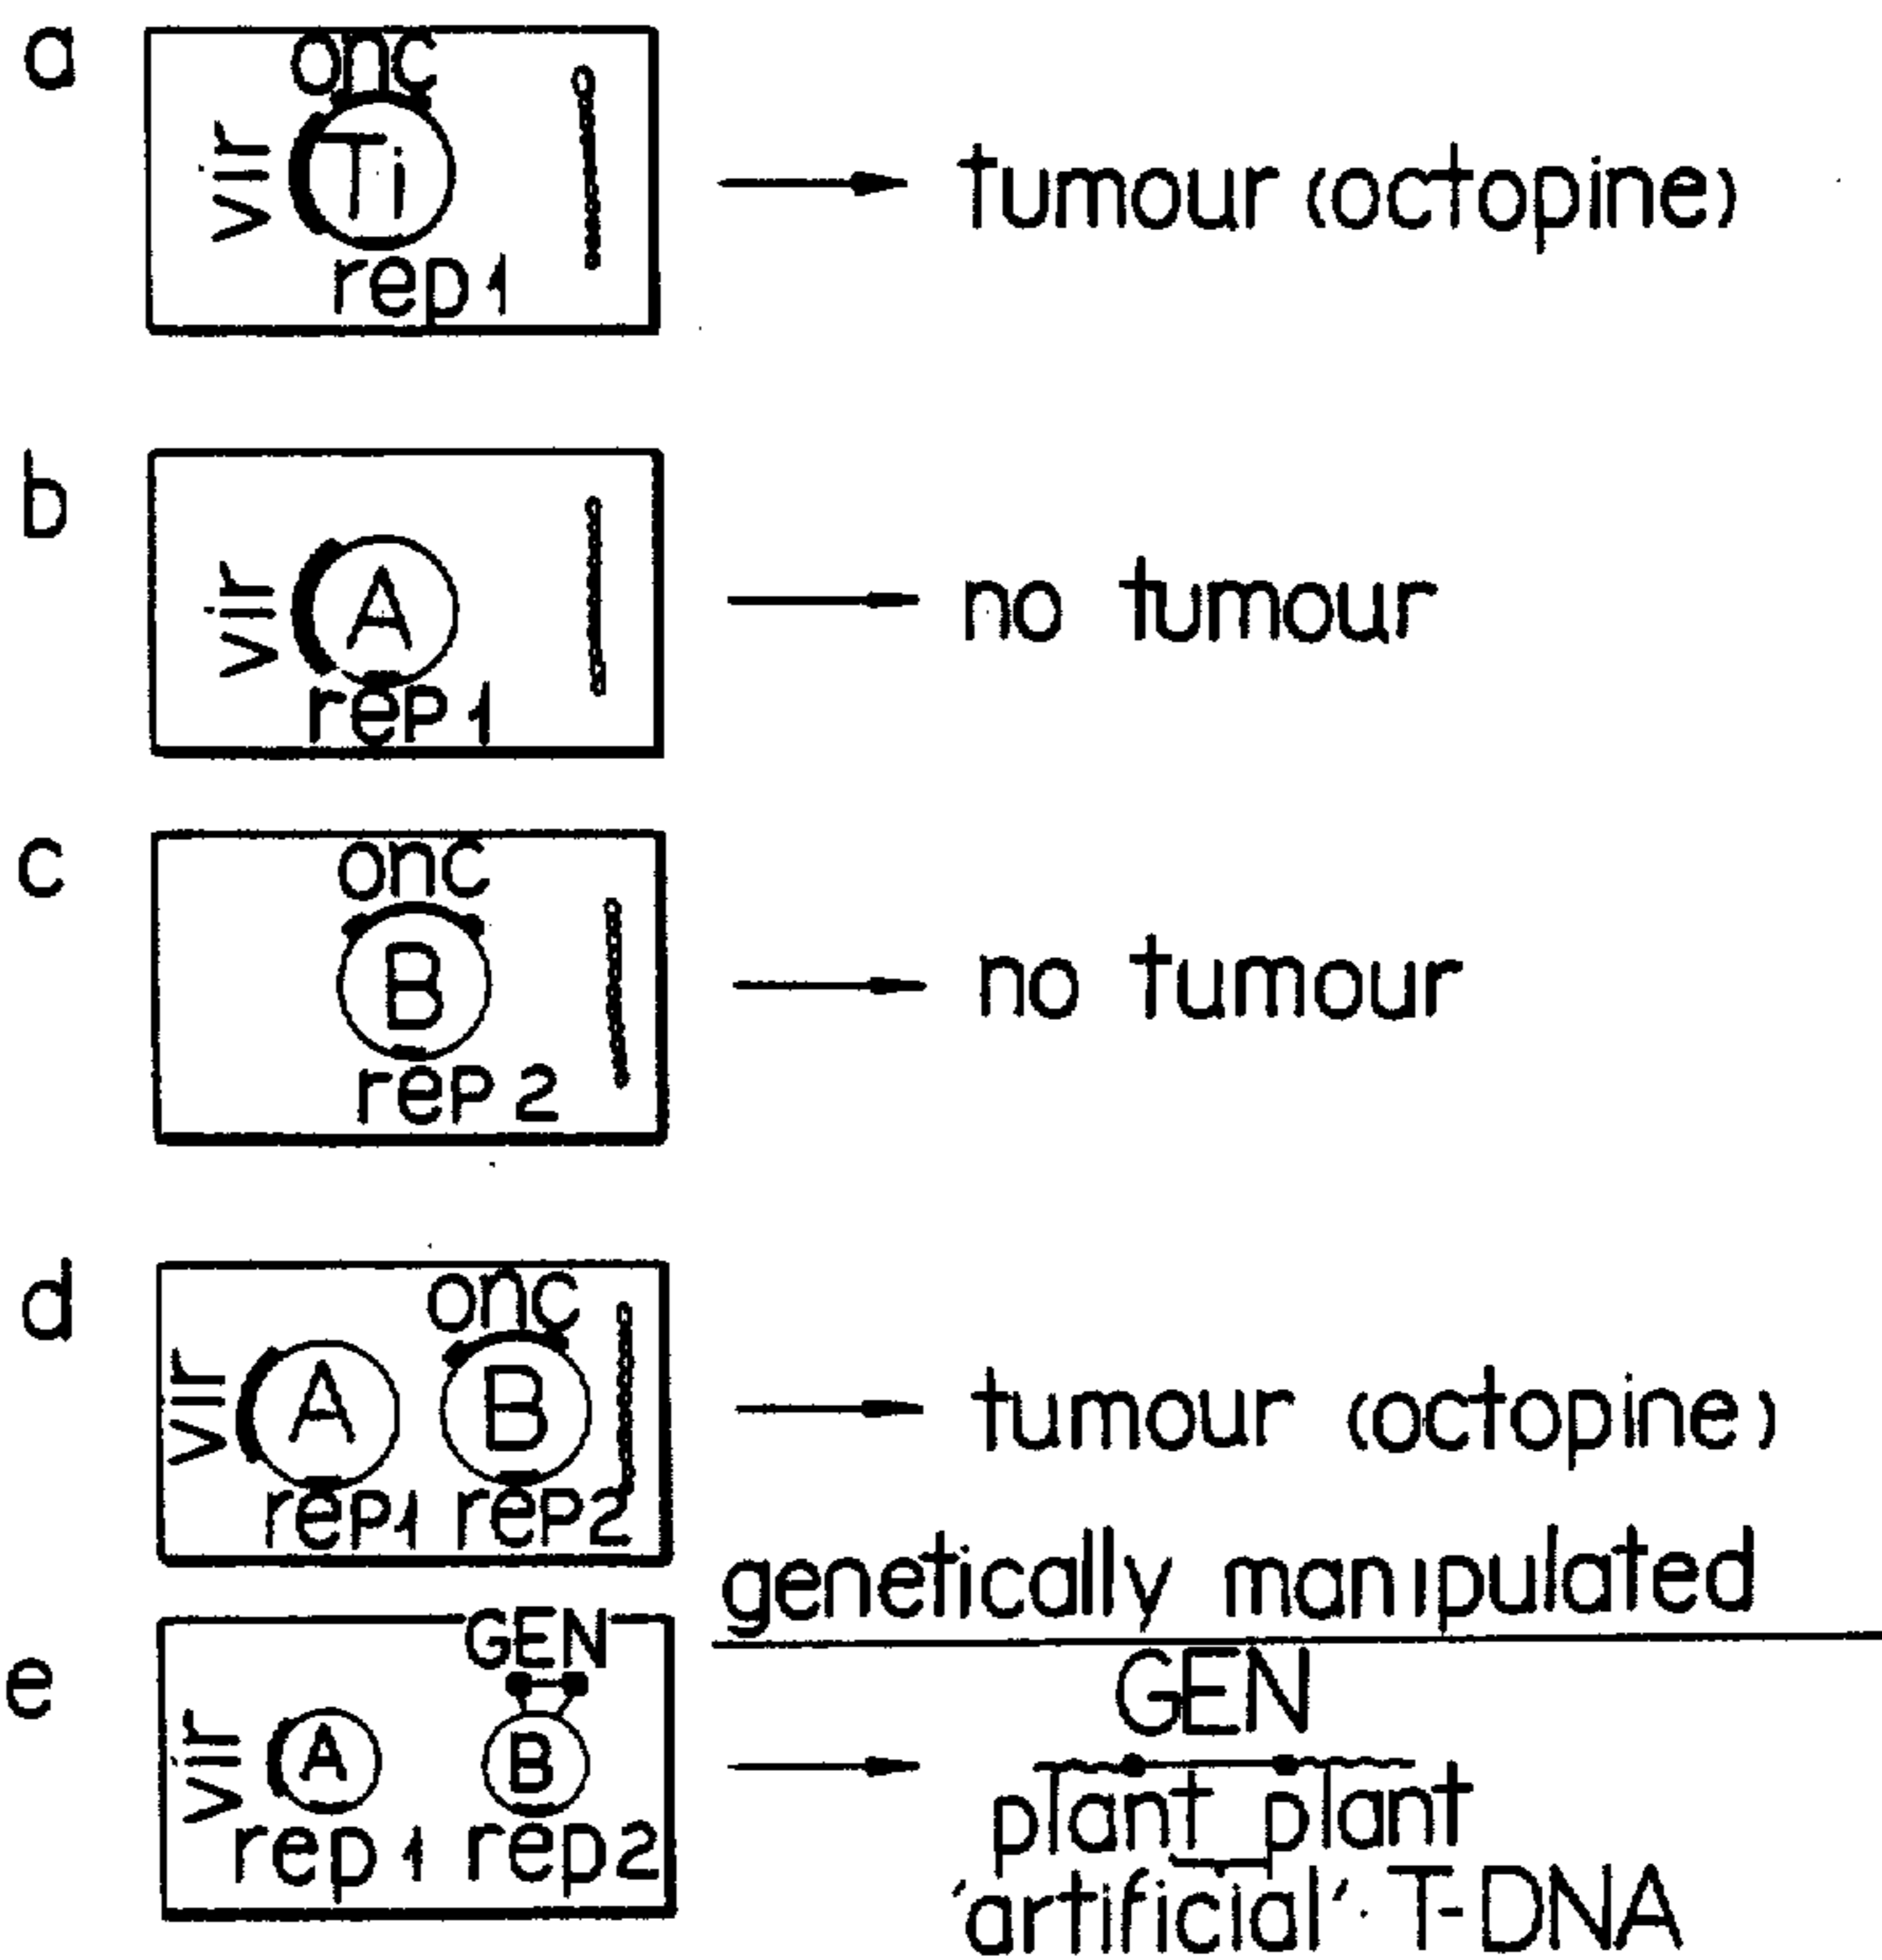 a
onc
vir
Ti
rep1
tumour (octopine)
b
vir
A
rep1
no tumour
c
onc
B
rep2
no tumour
d
onc
vir
A
B
rep1 rep2
tumour (octopine)
genetically manipulated
e
GEN
vir
A
B
rep1 rep2
GEN
plant plant
'artificial' T-DNA